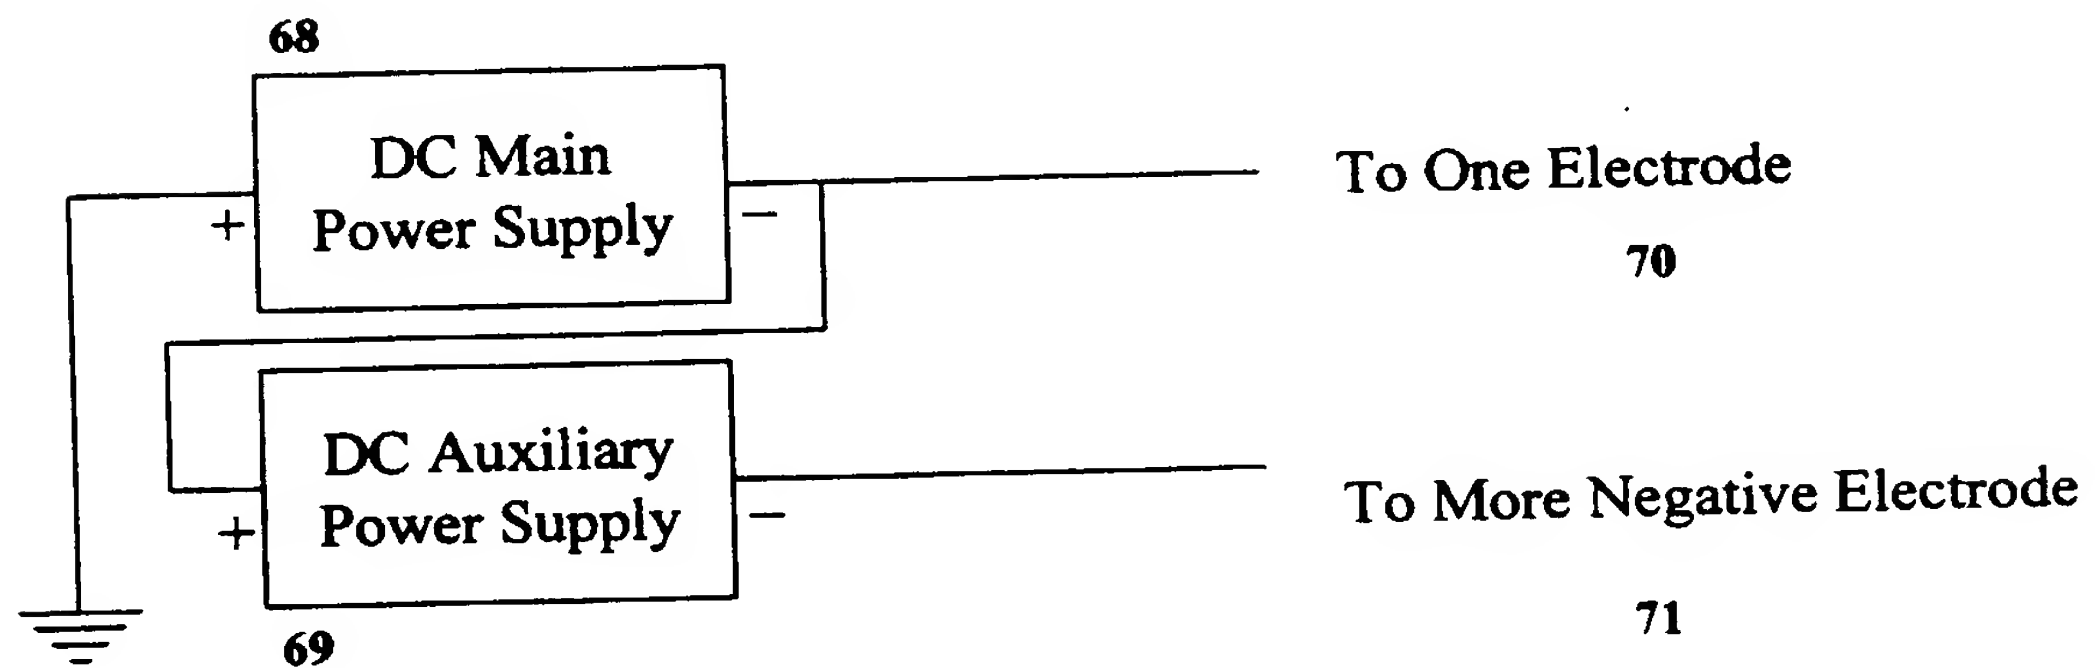 68
DC Main
Power Supply
+
−
To One Electrode
70
DC Auxiliary
Power Supply
+
−
To More Negative Electrode
71
69